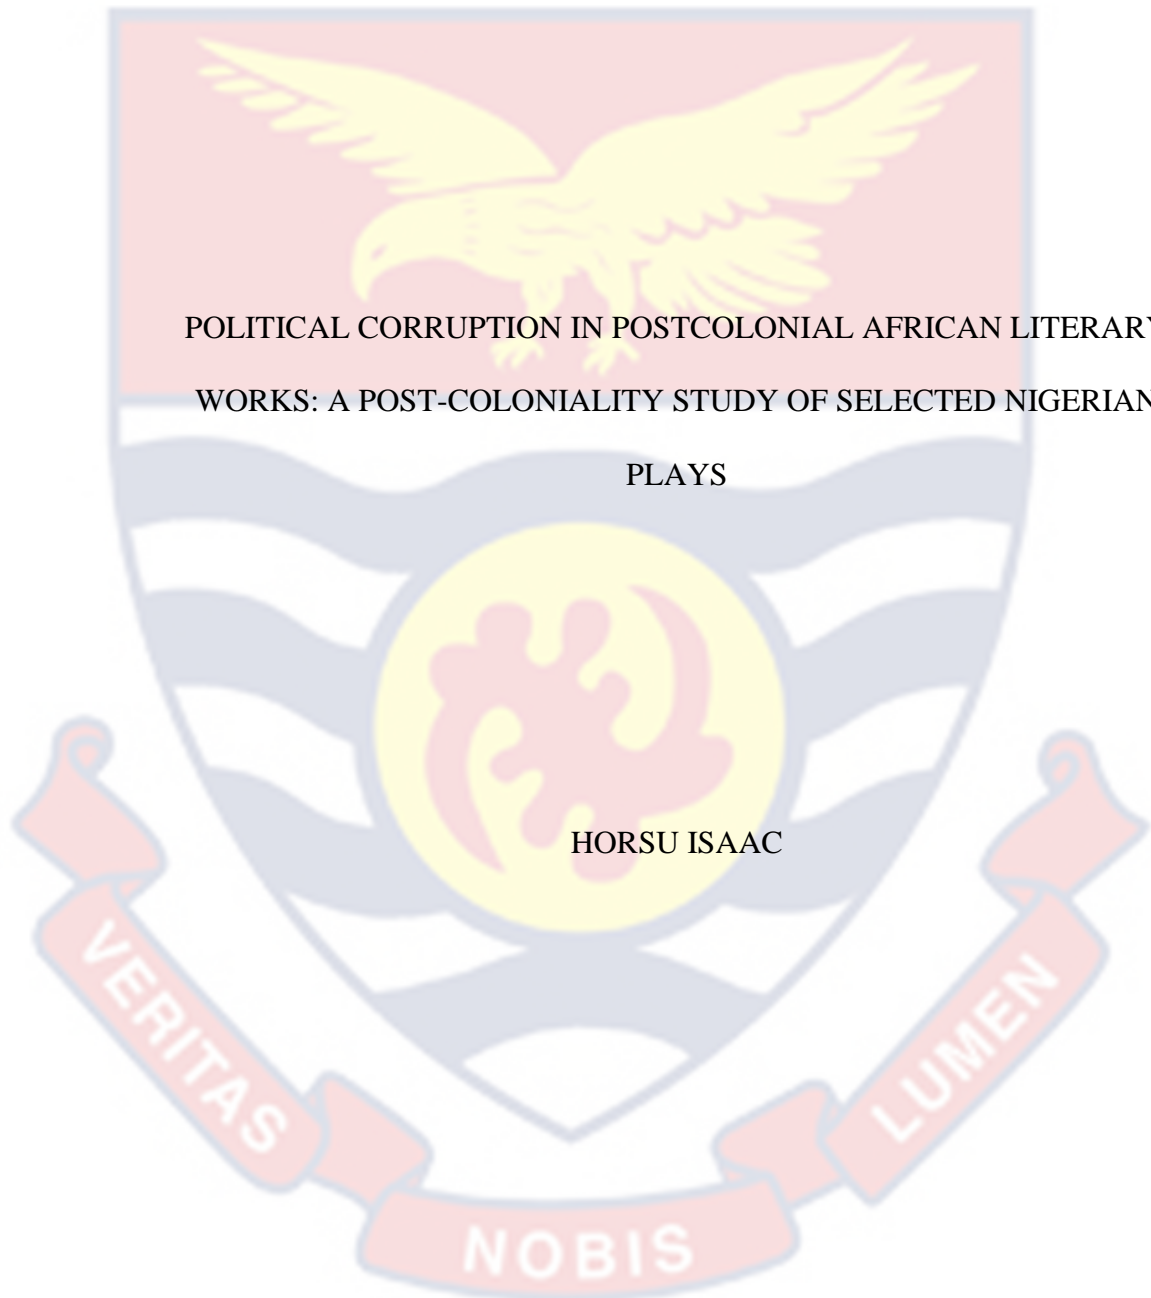 POLITICAL CORRUPTION IN POSTCOLONIAL AFRICAN LITERARY
WORKS: A POST-COLONIALITY STUDY OF SELECTED NIGERIAN
PLAYS
HORSU ISAAC
VERITAS
NOBIS
LUMEN